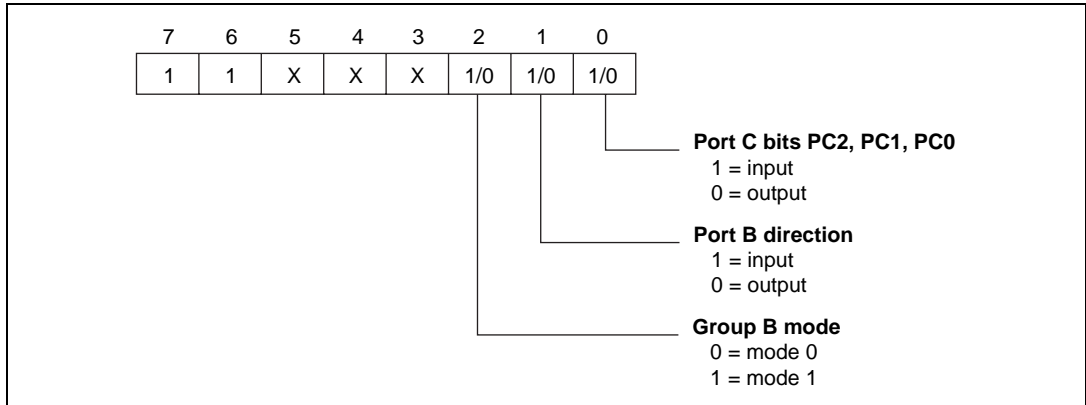 7 6 5 4 3 2 1 0
1 1 X X X 1/0 1/0 1/0
Port C bits PC2, PC1, PC0
1 = input
0 = output
Port B direction
1 = input
0 = output
Group B mode
0 = mode 0
1 = mode 1